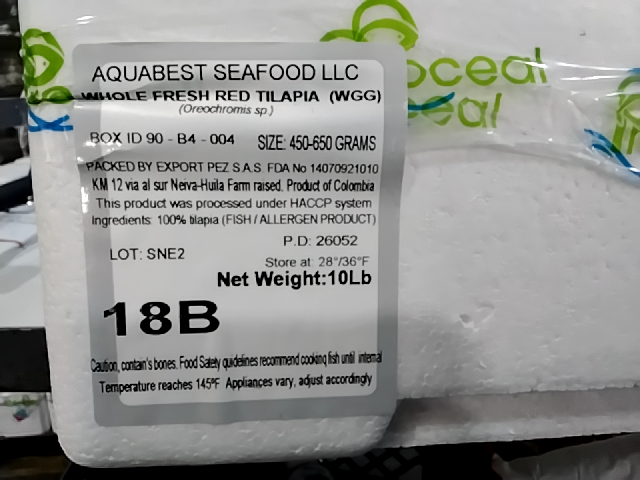 oceal
eal
AQUABEST SEAFOOD LLC
WHOLE FRESH RED TILAPIA (WGG)
(Oreochromis sp.)
BOX ID 90 - B4 - 004 SIZE: 450-650 GRAMS
PACKED BY EXPORT PEZ S.A.S. FDA No 14070921010
KM 12 via al sur Neiva-Huila Farm raised. Product of Colombia
This product was processed under HACCP system
Ingredients: 100% tilapia (FISH / ALLERGEN PRODUCT)
P.D: 26052
LOT: SNE2
Store at: 28°/36°F
Net Weight:10Lb
18B
Caution, contain's bones. Food Safety guidelines recommend cooking fish until internal
Temperature reaches 145ºF Appliances vary, adjust accordingly